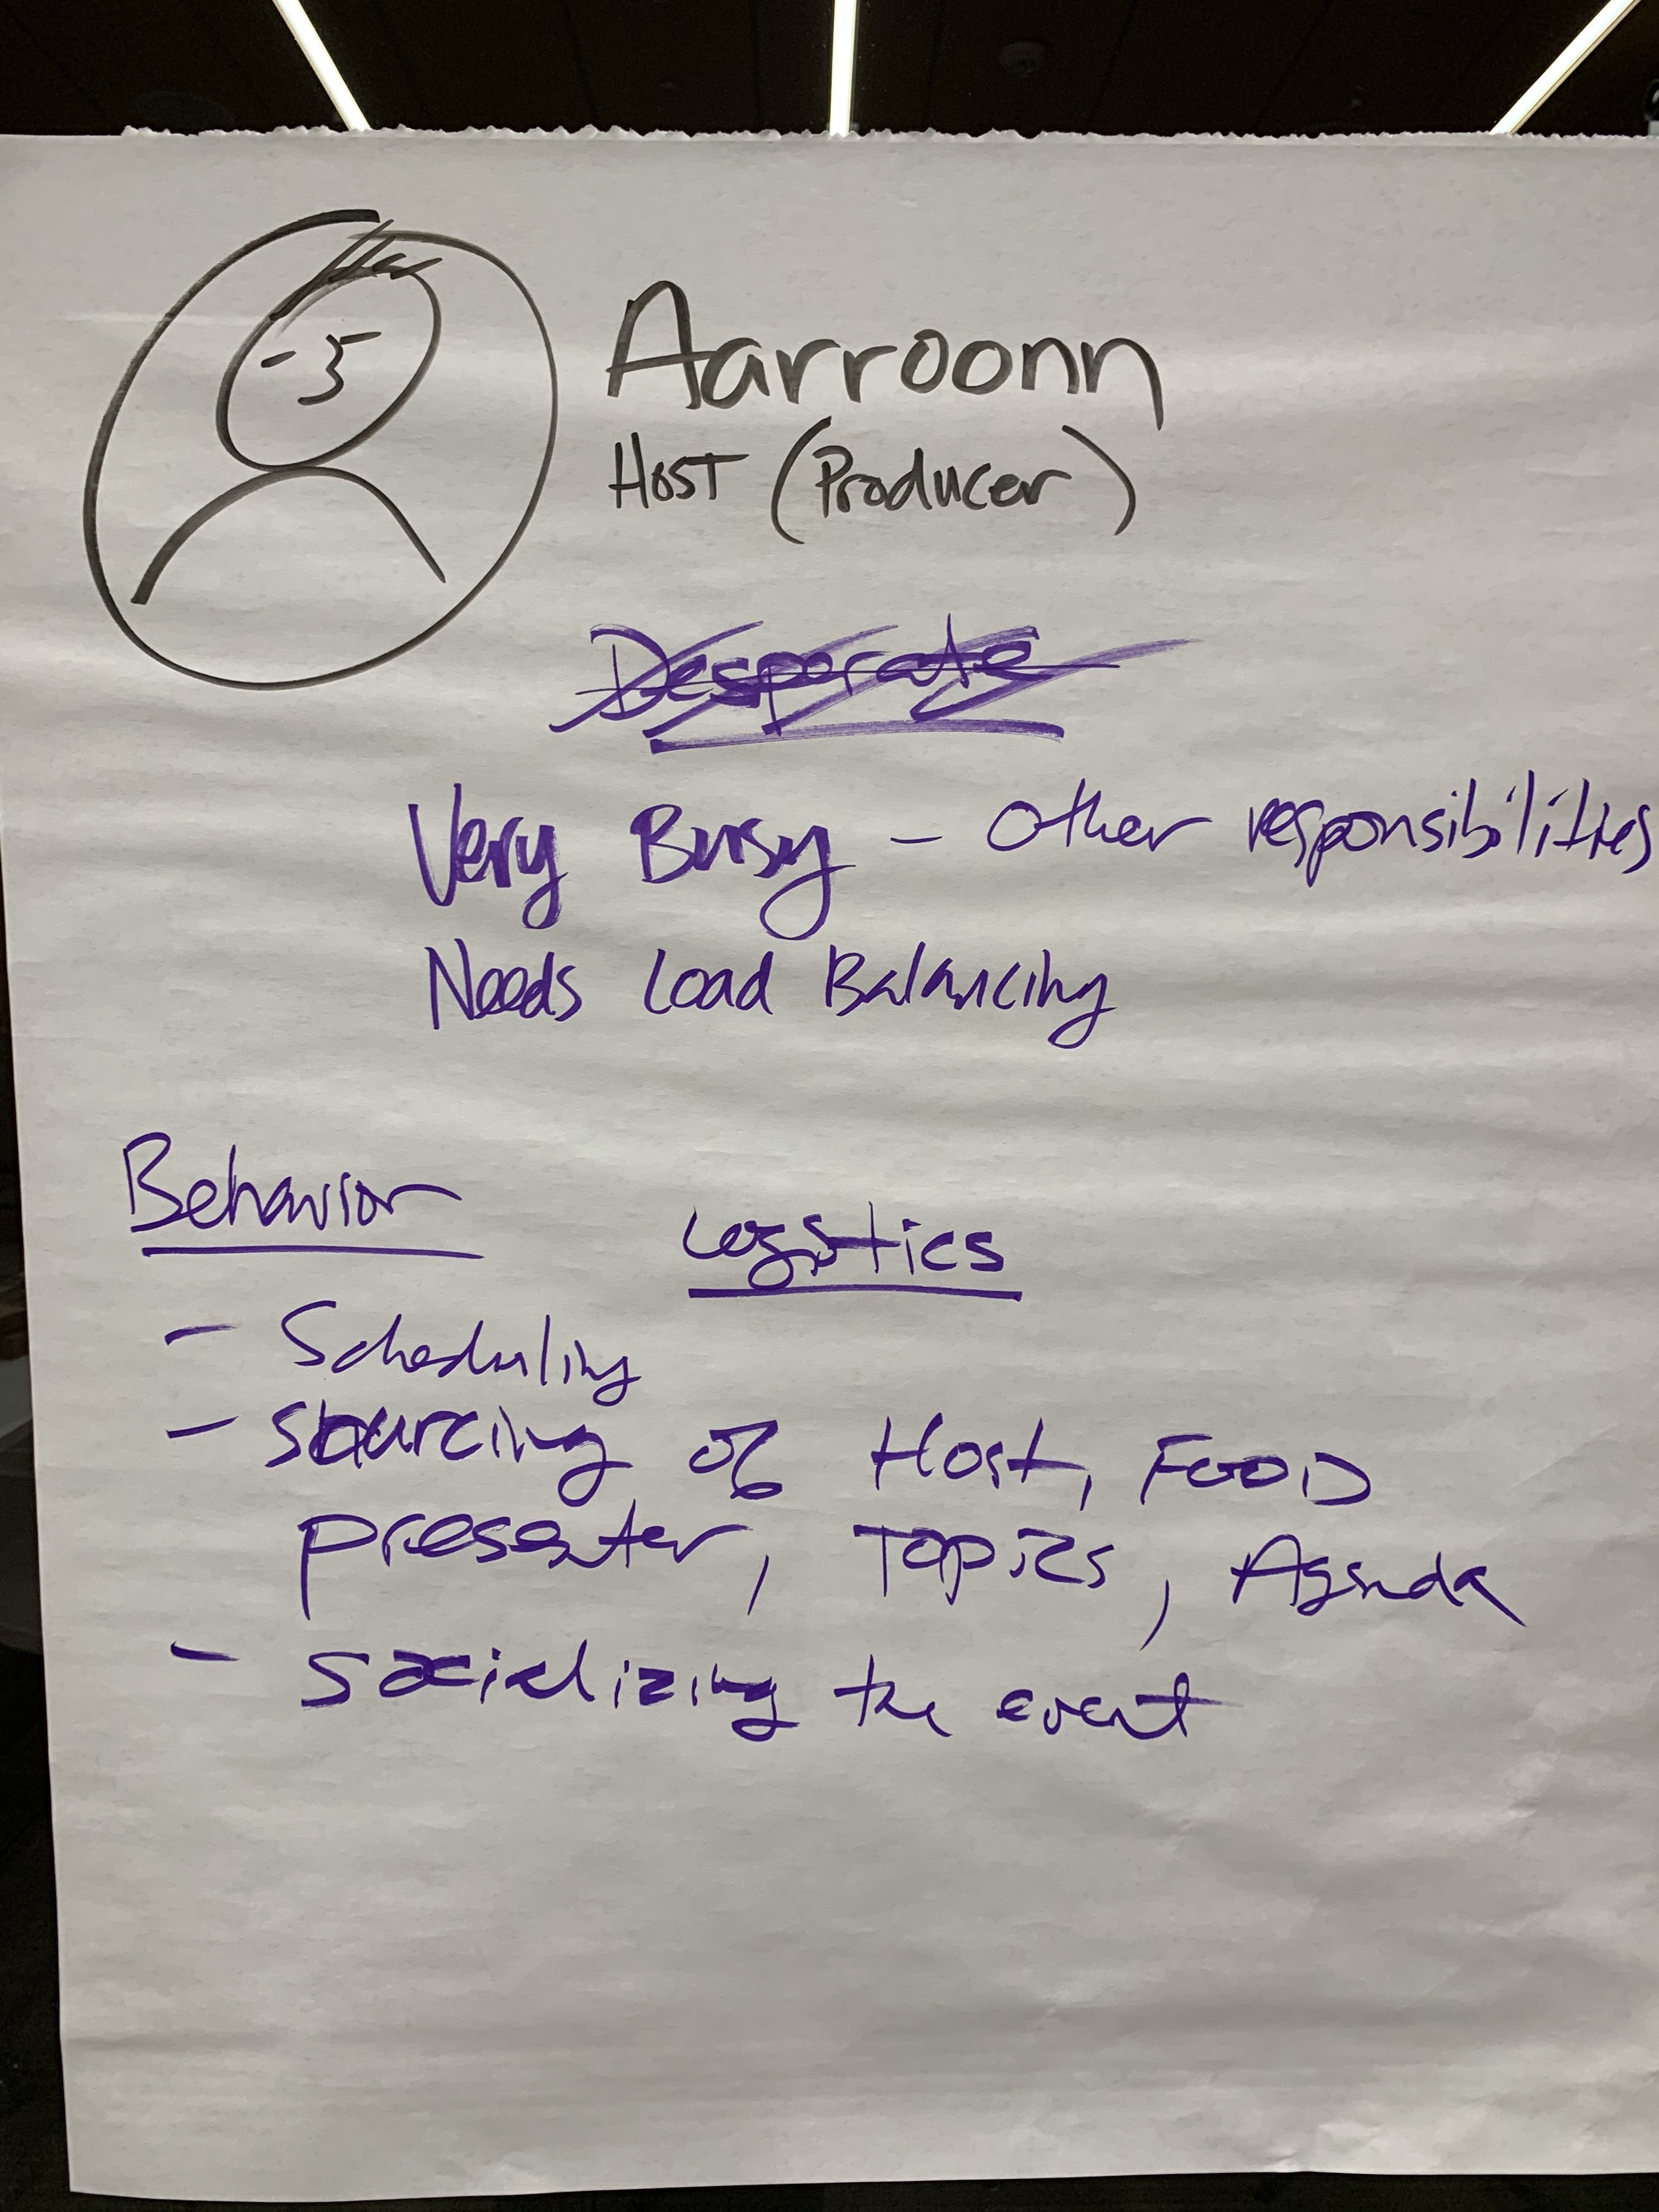 Aarroonn
Host (Producer)
Desperate
Very Busy - Other responsibilities
Needs Load Balancing
Behavior
Logistics
- Scheduling
- Sourcing of Host, FOOD
presenter, Topics, Agenda
- Socializing the event